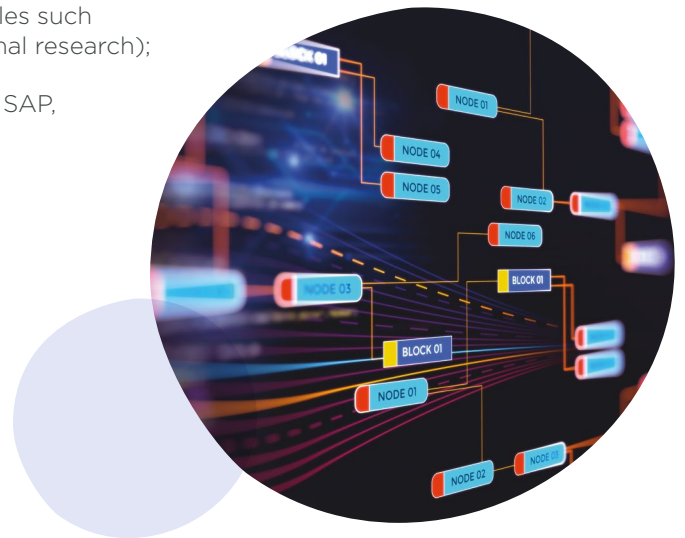 les such
nal research);
SAP,
BLOCK 01
NODE 01
NODE 04
NODE 05
NODE 02
NODE 06
NODE 03
BLOCK 01
BLOCK 01
NODE 01
NODE 02
NODE 03